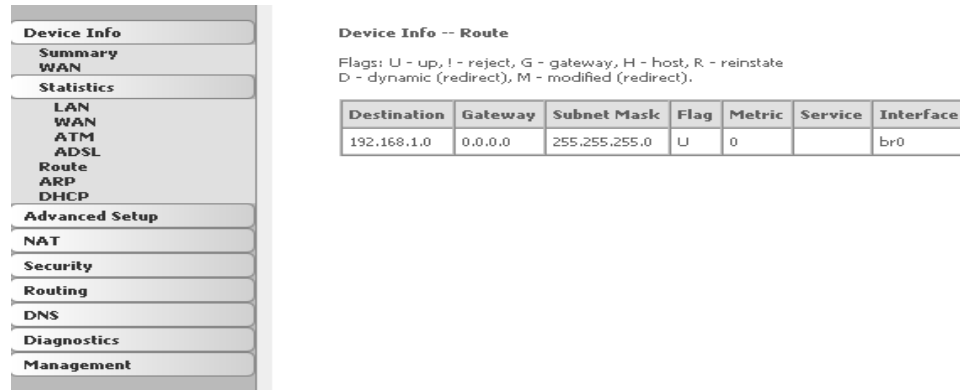 Device Info
Summary
WAN
Statistics
LAN
WAN
ATM
ADSL
Route
ARP
DHCP
Advanced Setup
NAT
Security
Routing
DNS
Diagnostics
Management
Device Info -- Route
Flags: U - up, ! - reject, G - gateway, H - host, R - reinstate
D - dynamic (redirect), M - modified (redirect).
Destination Gateway Subnet Mask Flag Metric Service Interface
192.168.1.0 0.0.0.0 255.255.255.0 U 0 br0